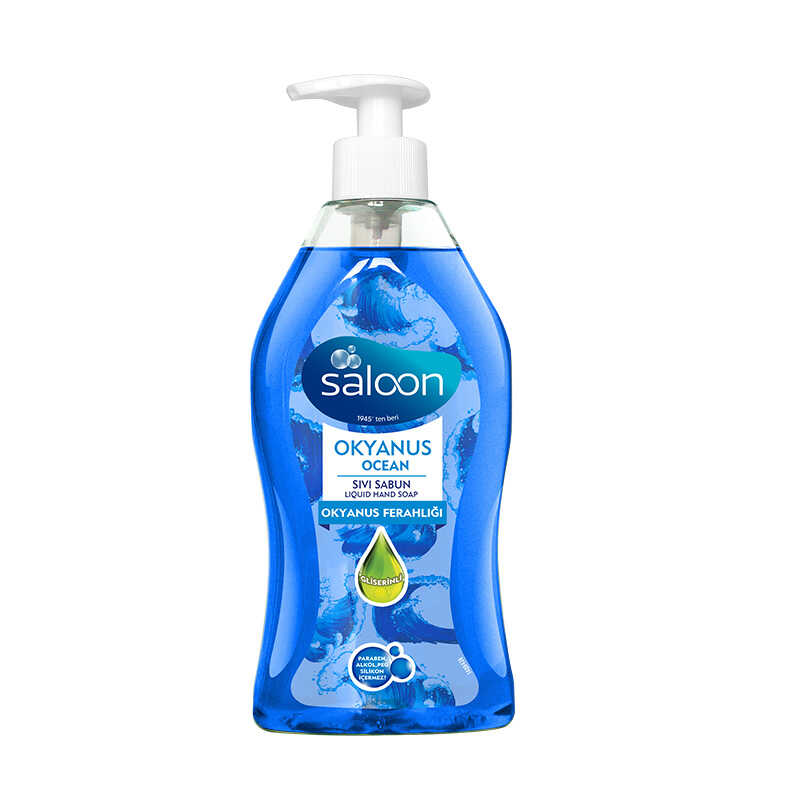 saloon
1945' ten beri
OKYANUS
OCEAN
SIVI SABUN
LIQUID HAND SOAP
OKYANUS FERAHLIĞI
GLİSERİNLİ
PARABEN,
ALKOL, PEG
SİLİKON
İÇERMEZ!